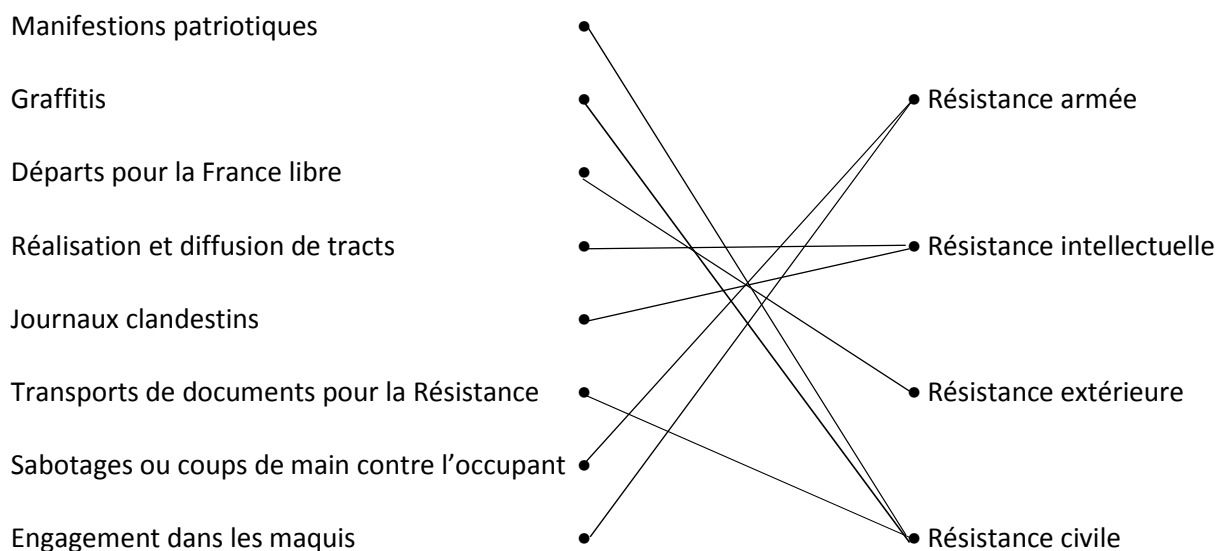 Manifestions patriotiques
Graffitis
Résistance armée
Départs pour la France libre
Réalisation et diffusion de tracts
Résistance intellectuelle
Journaux clandestins
Transports de documents pour la Résistance
Résistance extérieure
Sabotages ou coups de main contre l’occupant
Engagement dans les maquis
Résistance civile